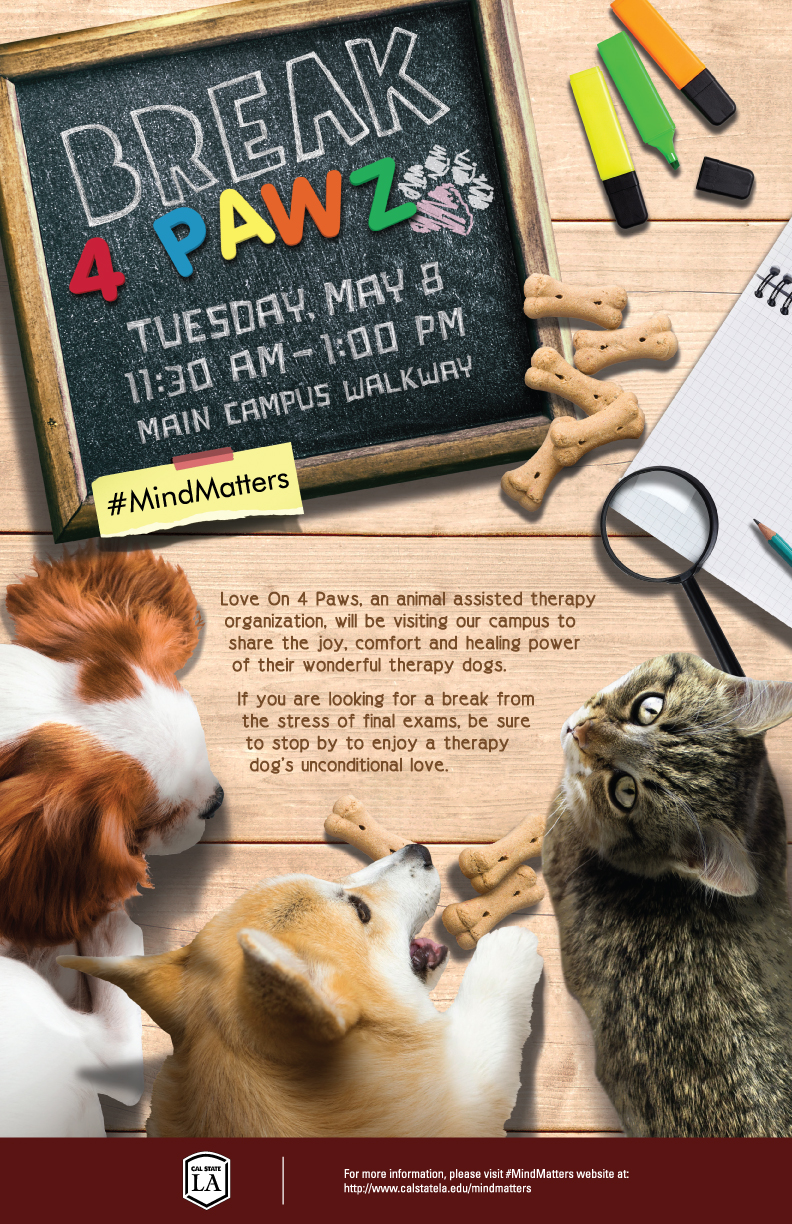 BREAK
4 PAWZ
TUESDAY, MAY 8
11:30 AM – 1:00 PM
MAIN CAMPUS WALKWAY
#MindMatters
Love On 4 Paws, an animal assisted therapy
organization, will be visiting our campus to
share the joy, comfort and healing power
of their wonderful therapy dogs.
If you are looking for a break from
the stress of final exams, be sure
to stop by to enjoy a therapy
dog's unconditional love.
CAL STATE
LA
For more information, please visit #MindMatters website at:
http://www.calstatela.edu/mindmatters